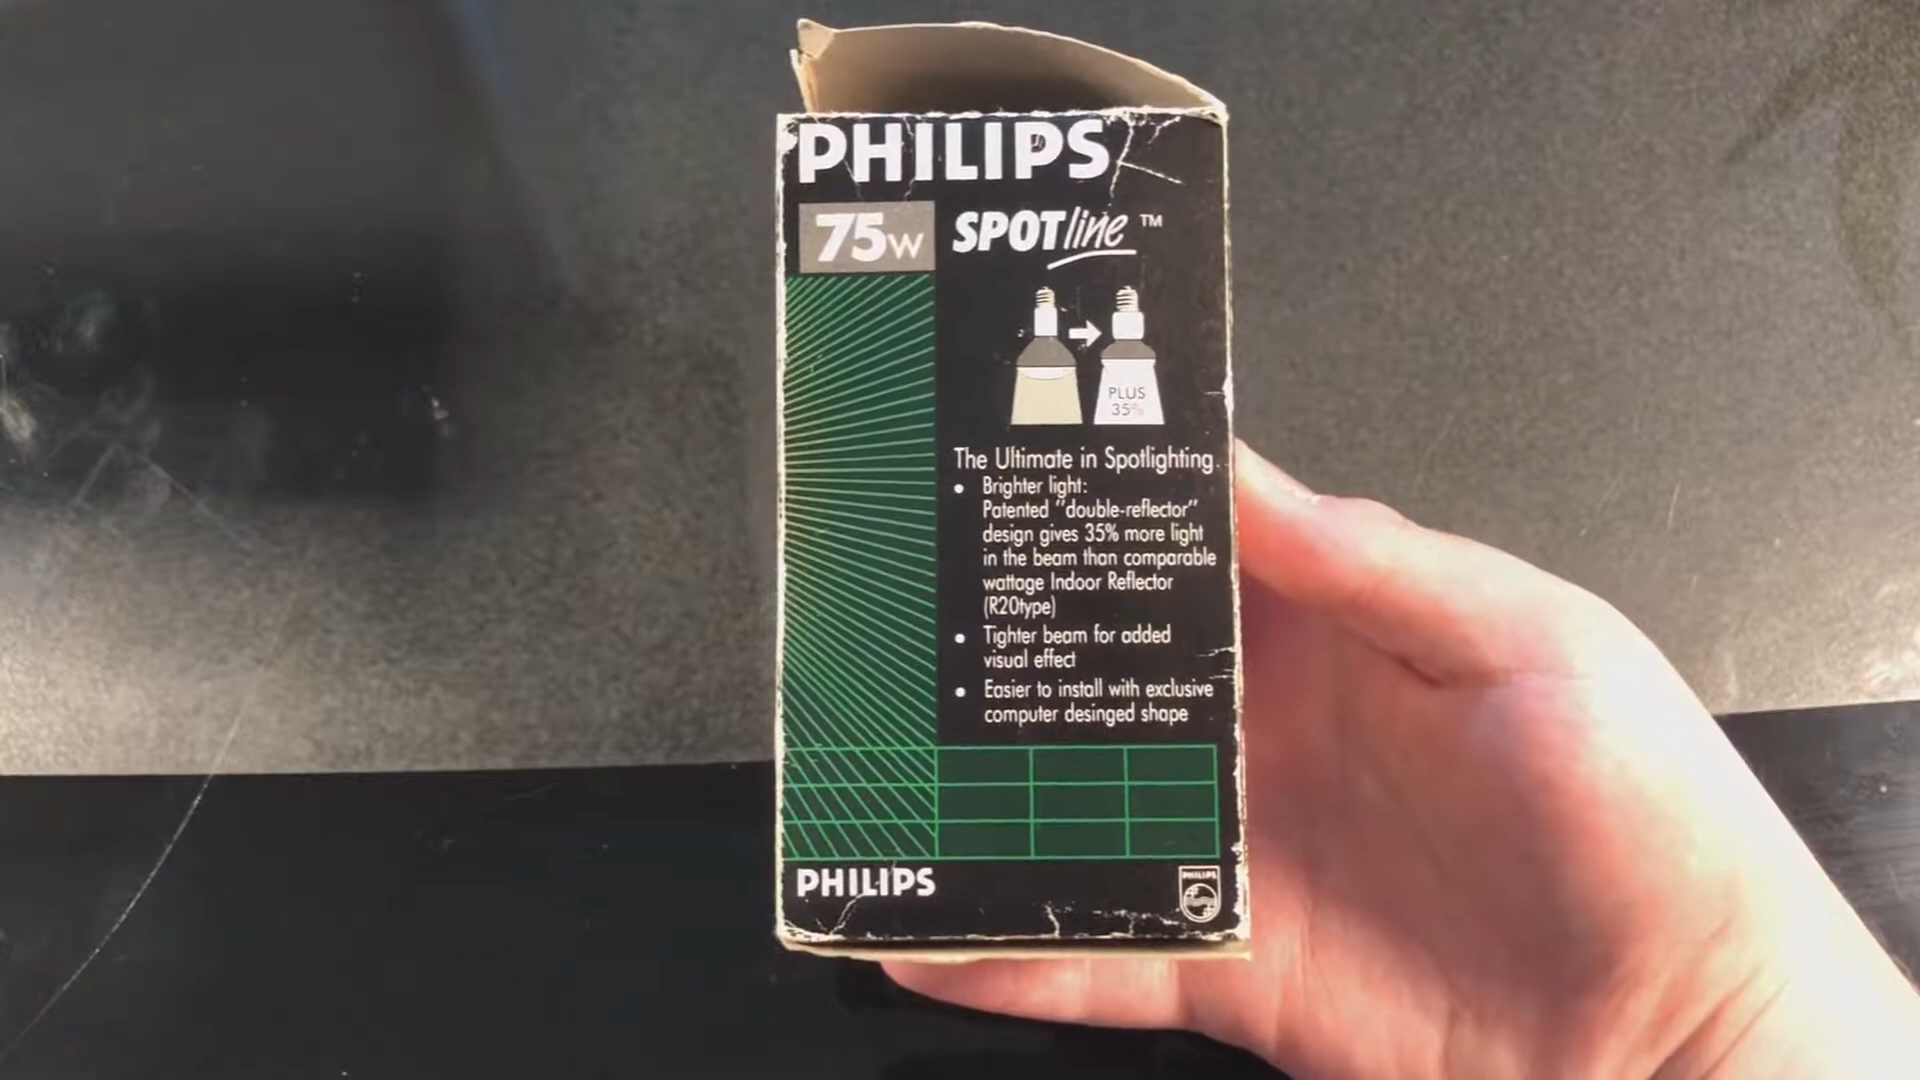 PHILIPS
75W
SPOTline™
PLUS
35%
The Ultimate in Spotlighting.
• Brighter light:
Patented "double-reflector"
design gives 35% more light
in the beam than comparable
wattage Indoor Reflector
(R20type)
• Tighter beam for added
visual effect
• Easier to install with exclusive
computer desinged shape
PHILIPS
PHILIPS